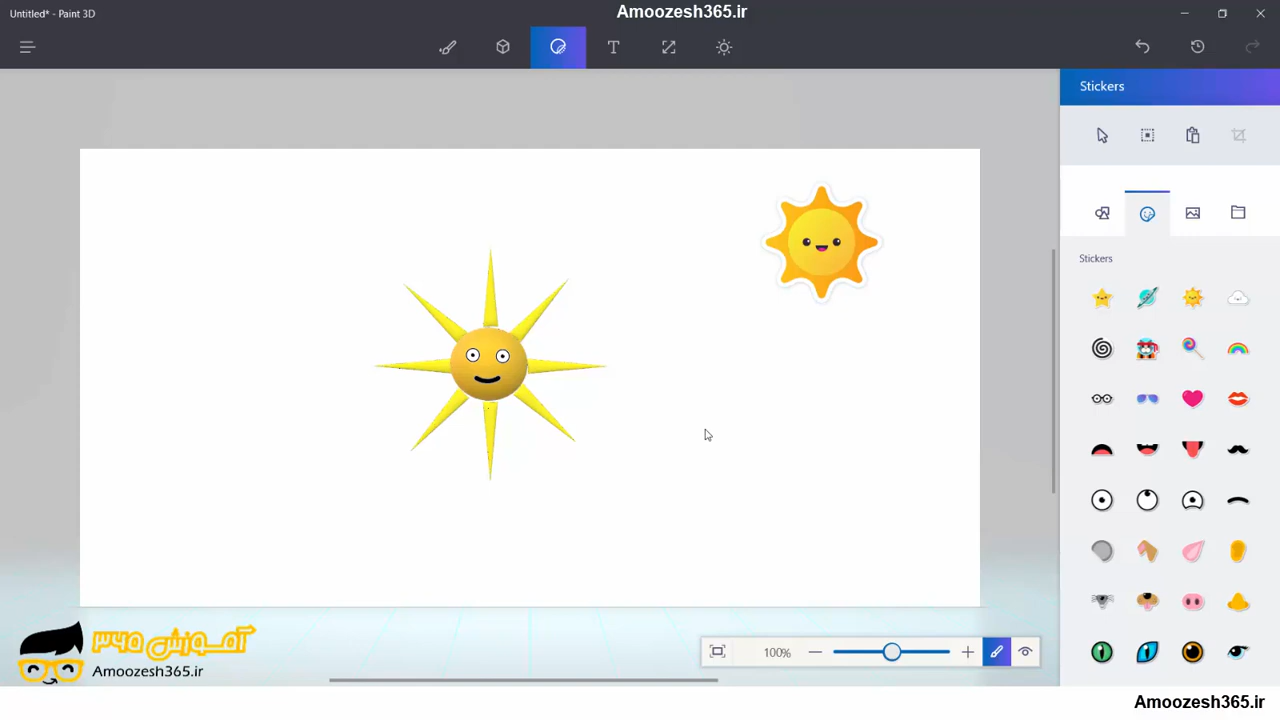 Untitled* - Paint 3D
Amoozesh365.ir
Stickers
Stickers
100%
آموزش ۳۶۵
Amoozesh365.ir
Amoozesh365.ir